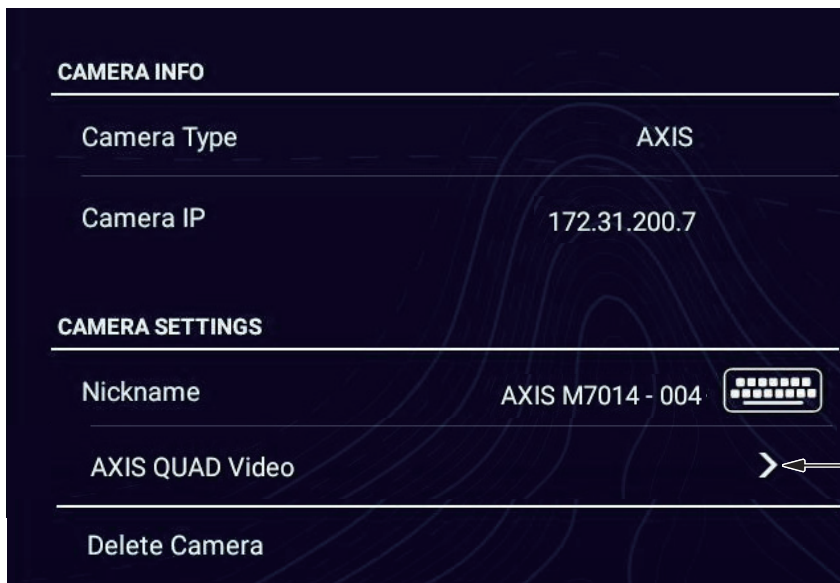 CAMERA INFO
Camera Type AXIS
Camera IP 172.31.200.7
CAMERA SETTINGS
Nickname AXIS M7014 - 004
AXIS QUAD Video
Delete Camera